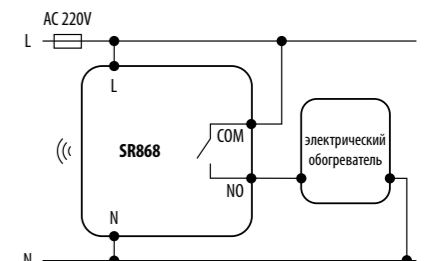 AC 220V
L
L
COM
SR868
электрический
обогреватель
NO
N
N